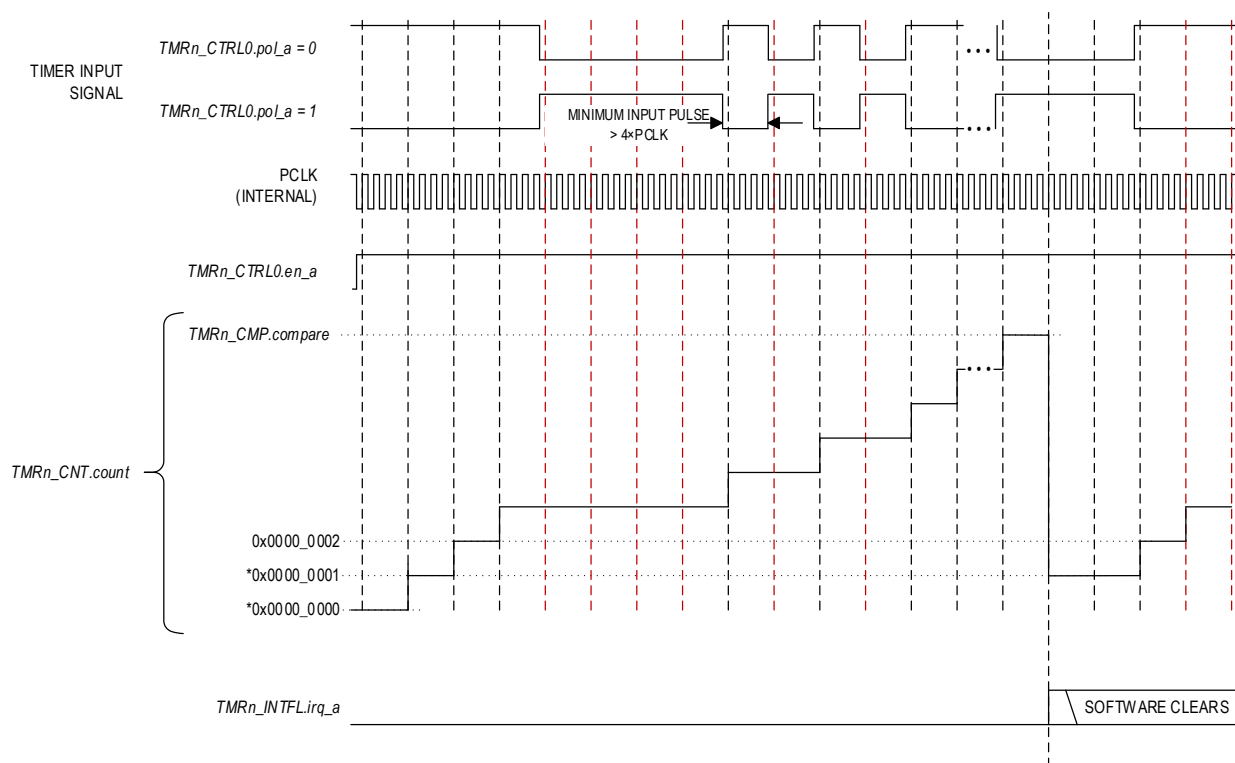 TMRn_CTRL0.pol_a = 0
TIMER INPUT
SIGNAL
TMRn_CTRL0.pol_a = 1
MINIMUM INPUT PULSE
> 4×PCLK
PCLK
(INTERNAL)
TMRn_CTRL0.en_a
TMRn_CMP.compare
TMRn_CNT.count
0x0000_0002
*0x0000_0001
*0x0000_0000
TMRn_INTFL.irq_a
SOFTWARE CLEARS